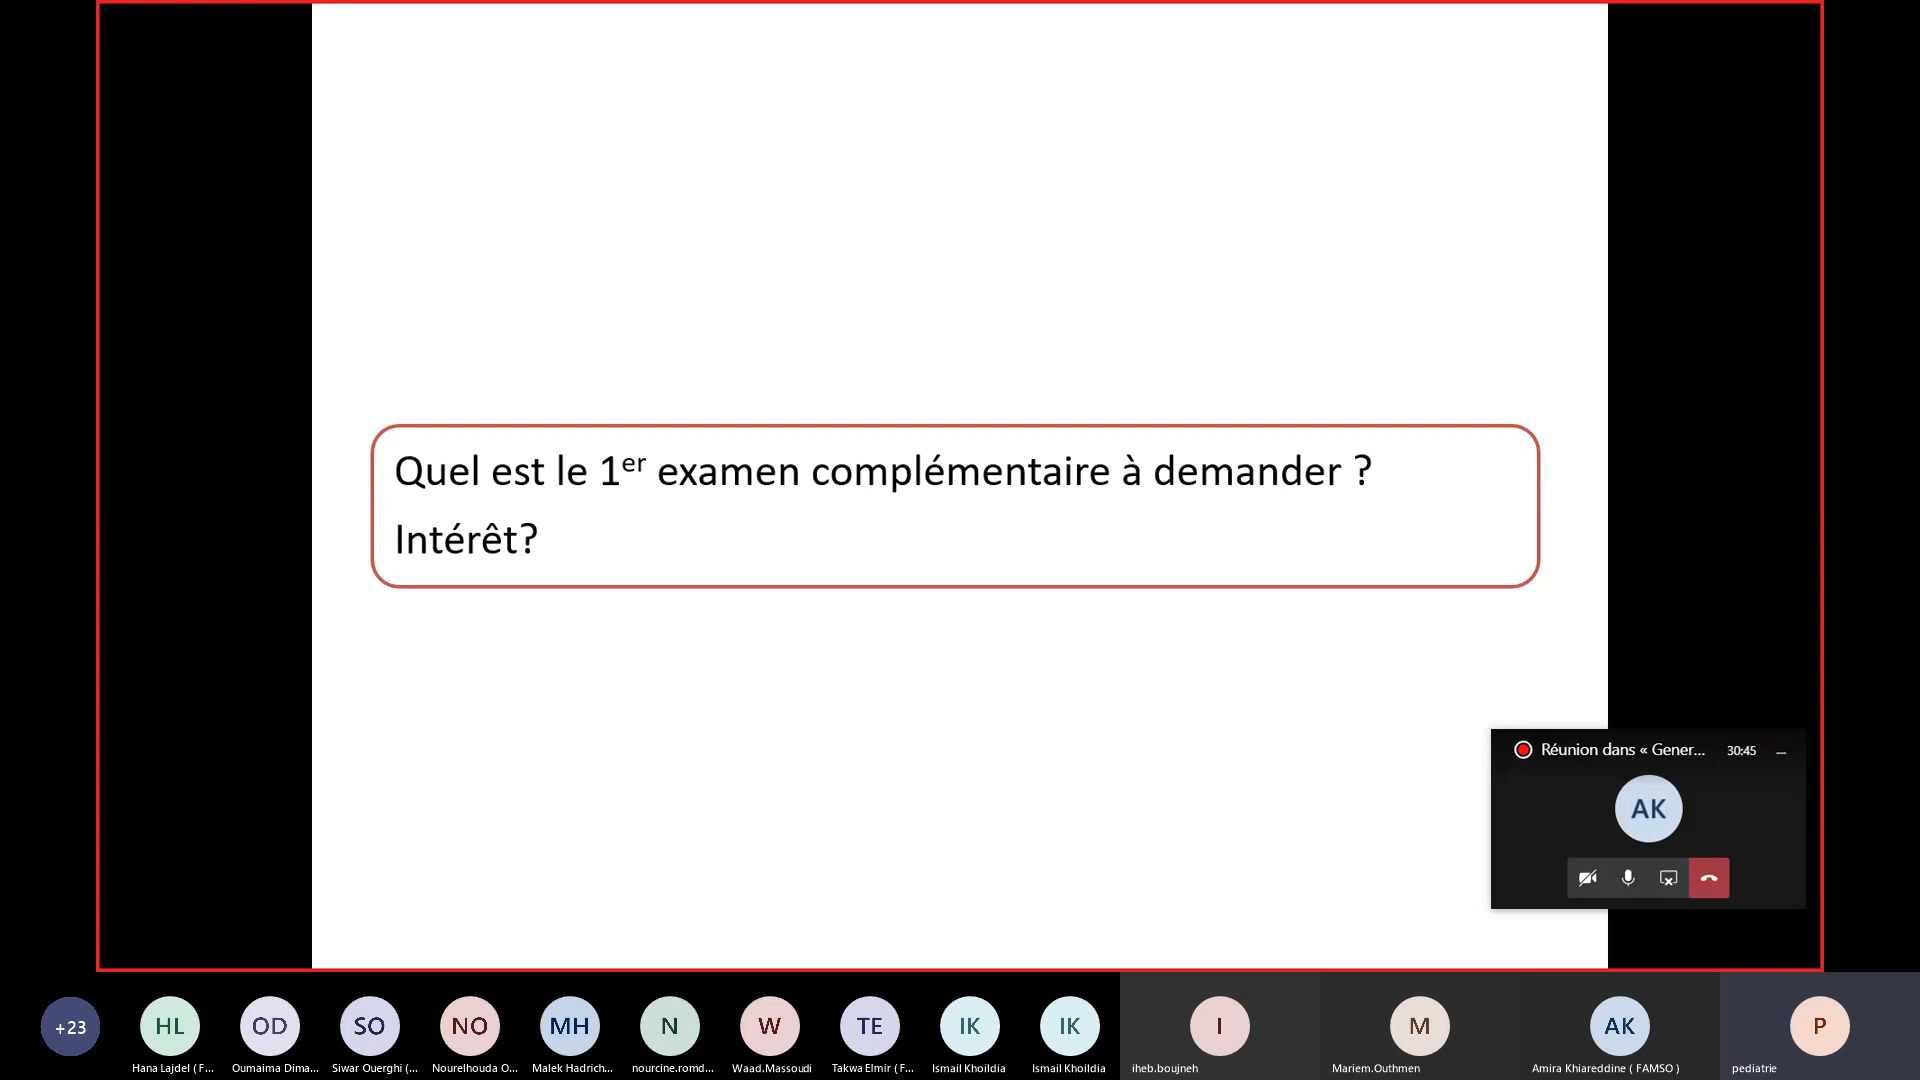 Quel est le 1er examen complémentaire à demander ?
Intérêt?
Réunion dans « Gener... 30:45
AK
+23 HL OD SO NO MH N W TE IK IK I M AK P
Hana Lajdel ( F... Oumaima Dima... Siwar Ouerghi (... Nourelhouda O... Malek Hadrich... nourcine.romd... Waad.Massoudi Takwa Elmir ( F... Ismail Khoildia Ismail Khoildia iheb.boujneh Mariem.Outhmen Amira Khiareddine ( FAMSO ) pediatrie